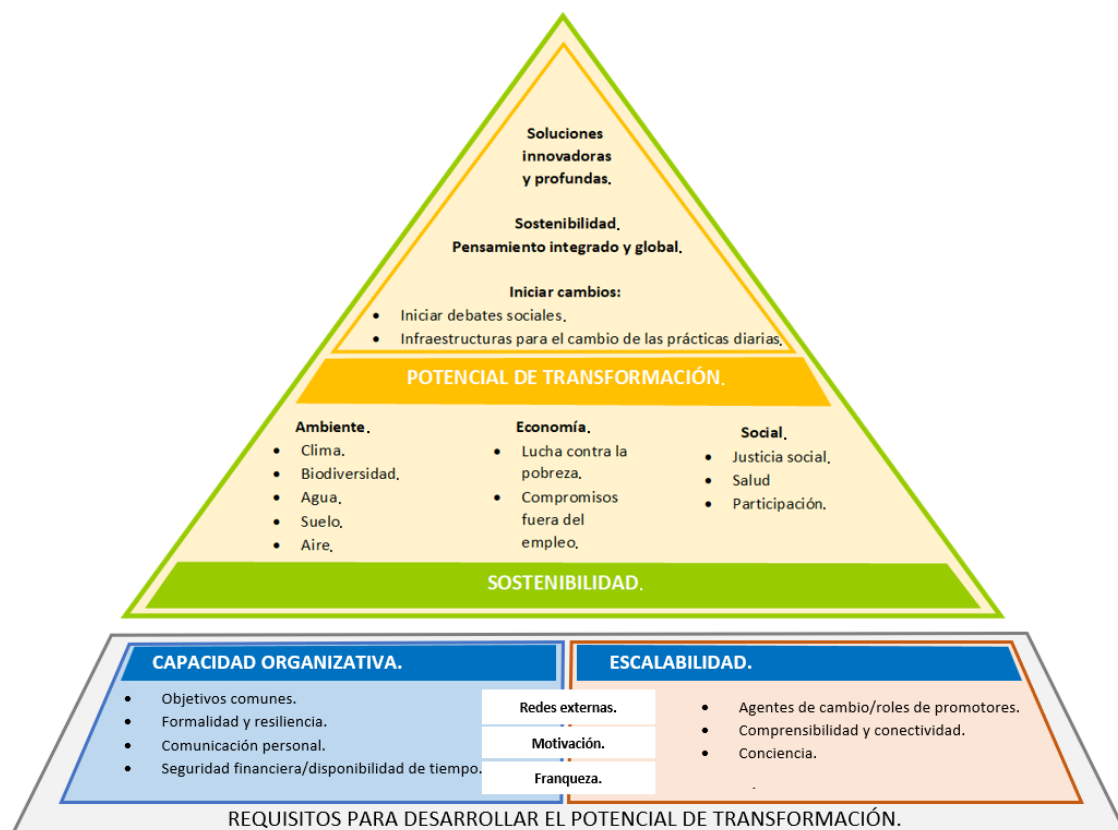 Soluciones
innovadoras
y profundas.
Sostenibilidad.
Pensamiento integrado y global.
Iniciar cambios:
• Iniciar debates sociales.
• Infraestructuras para el cambio de las prácticas diarias.
POTENCIAL DE TRANSFORMACIÓN.
Ambiente.
• Clima.
• Biodiversidad.
• Agua.
• Suelo.
• Aire.
Economía.
• Lucha contra la
pobreza.
• Compromisos
fuera del
empleo.
Social.
• Justicia social.
• Salud
• Participación.
SOSTENIBILIDAD.
CAPACIDAD ORGANIZATIVA.
• Objetivos comunes.
• Formalidad y resiliencia.
• Comunicación personal.
• Seguridad financiera/disponibilidad de tiempo.
Redes externas.
Motivación.
Franqueza.
ESCALABILIDAD.
• Agentes de cambio/roles de promotores.
• Comprensibilidad y conectividad.
• Conciencia.
.
REQUISITOS PARA DESARROLLAR EL POTENCIAL DE TRANSFORMACIÓN.